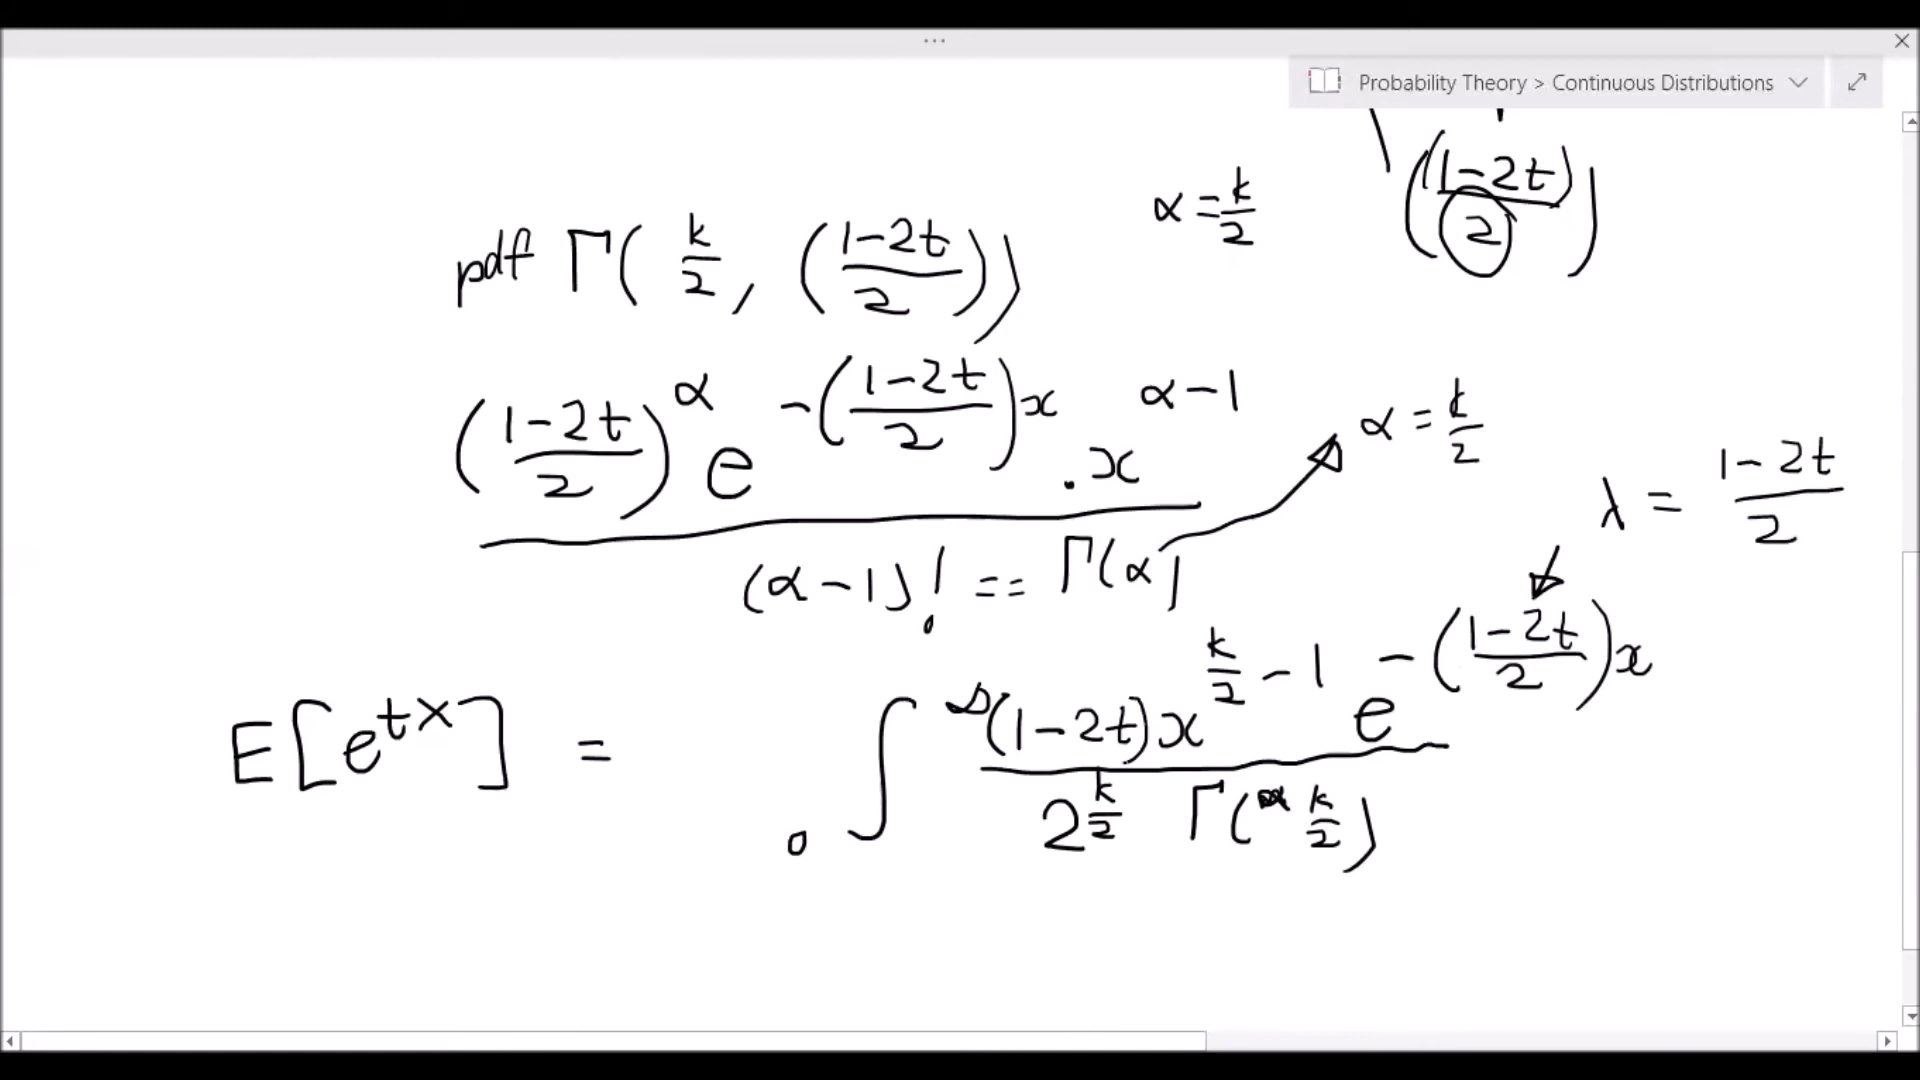 Probability Theory > Continuous Distributions
((1-2t)/2)
α = k/2
pdf Γ( k/2, ((1-2t)/2))
((1-2t)/2)^α e^(-((1-2t)/2)x) . x^(α-1)
α = k/2
λ = (1-2t)/2
(α-1)! == Γ(α)
E[e^(tx)] = ∫ 0 ∞ (1-2t) x^(k/2 - 1) e^(-((1-2t)/2)x)
2^(k/2) Γ(k/2)